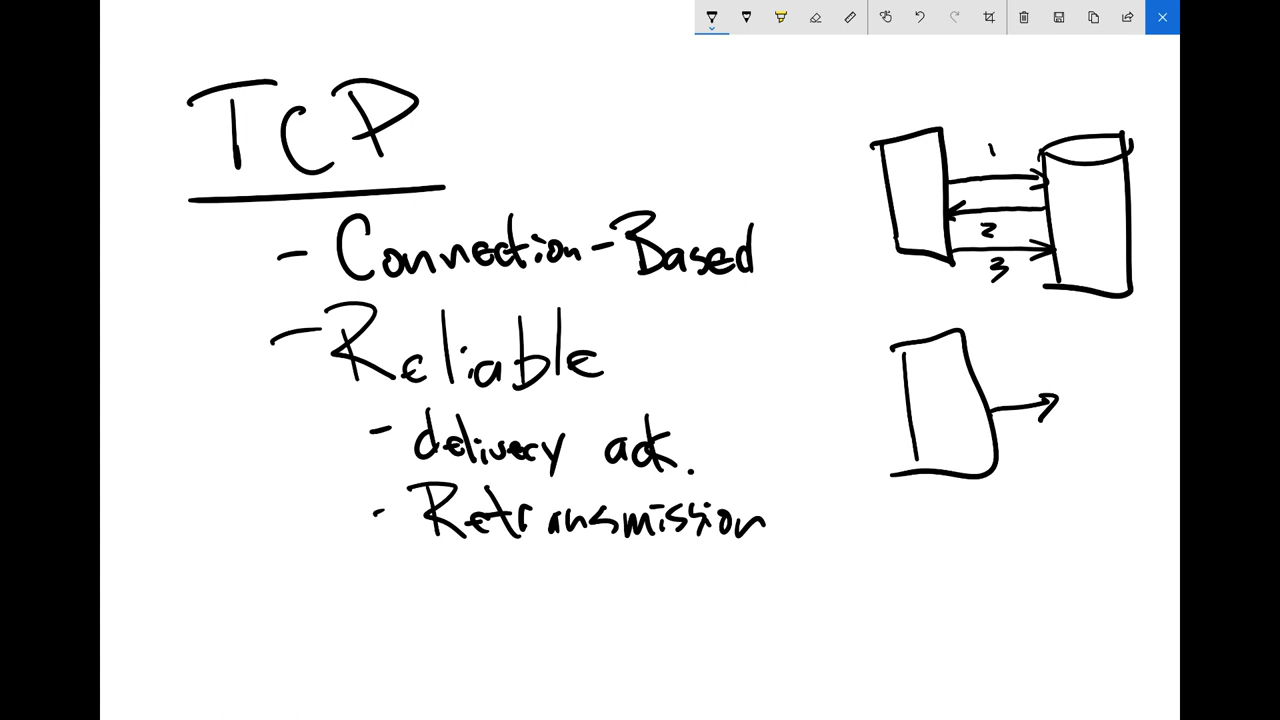 TCP
- Connection-Based
- Reliable
- delivery ack.
- Retransmission
1
2
3